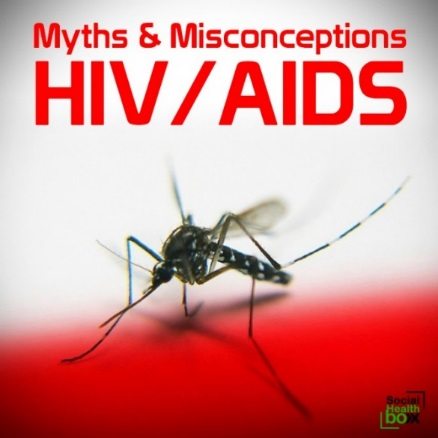 Myths & Misconceptions
HIV/AIDS
Social
Health
box